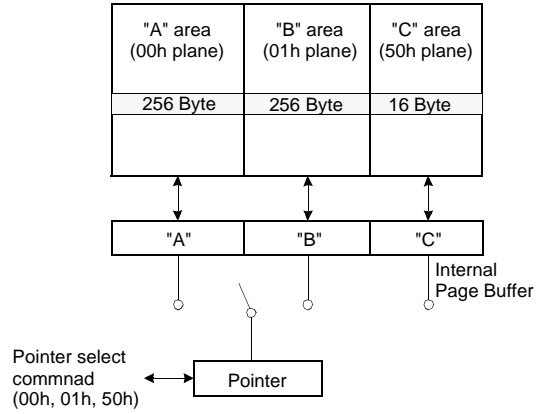 "A" area
(00h plane)
"B" area
(01h plane)
"C" area
(50h plane)
256 Byte
256 Byte
16 Byte
"A"
"B"
"C"
Internal
Page Buffer
Pointer select
commnad
(00h, 01h, 50h)
Pointer